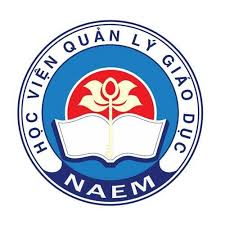 HỌC VIỆN QUẢN LÝ GIÁO DỤC
NAEM